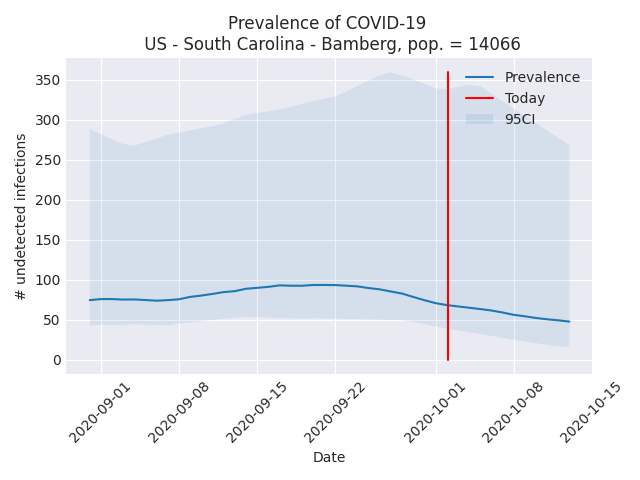 Prevalence of COVID-19
US - South Carolina - Bamberg, pop. = 14066
Prevalence
Today
95CI
# undetected infections
350
300
250
200
150
100
50
0
2020-09-01
2020-09-08
2020-09-15
2020-09-22
2020-10-01
2020-10-08
2020-10-15
Date